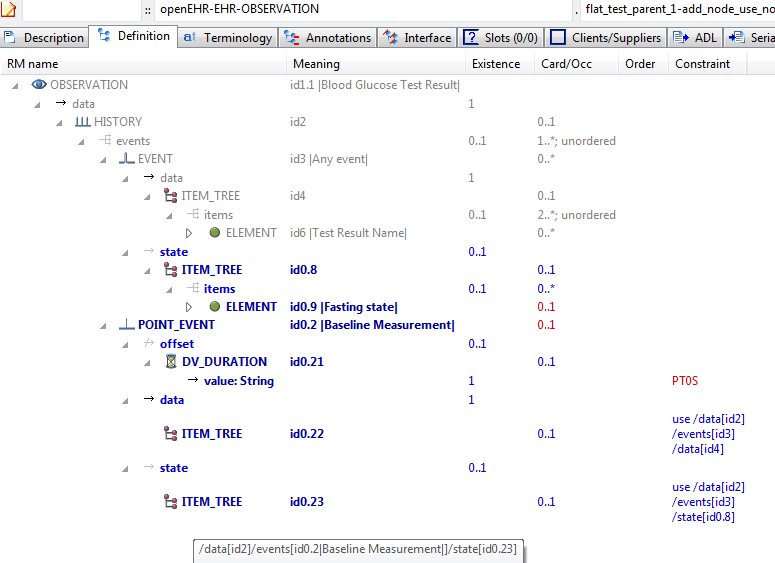 :: openEHR-EHR-OBSERVATION . flat_test_parent_1-add_node_use_no
Description Definition Terminology Annotations Interface Slots (0/0) Clients/Suppliers ADL Seria
RM name Meaning Existence Card/Occ Order Constraint
OBSERVATION id1.1 |Blood Glucose Test Result|
data 1
HISTORY id2 0..1
events 0..1 1..*; unordered
EVENT id3 |Any event| 0..*
data 1
ITEM_TREE id4 0..1
items 0..1 2..*; unordered
ELEMENT id6 |Test Result Name| 0..*
state 0..1
ITEM_TREE id0.8 0..1
items 0..1 0..*
ELEMENT id0.9 |Fasting state| 0..1
POINT_EVENT id0.2 |Baseline Measurement| 0..1
offset 0..1
DV_DURATION id0.21 0..1
value: String 1 PT0S
data 1
ITEM_TREE id0.22 0..1 use /data[id2]
/events[id3]
/data[id4]
state 0..1
ITEM_TREE id0.23 0..1 use /data[id2]
/events[id3]
/state[id0.8]
/data[id2]/events[id0.2|Baseline Measurement|]/state[id0.23]